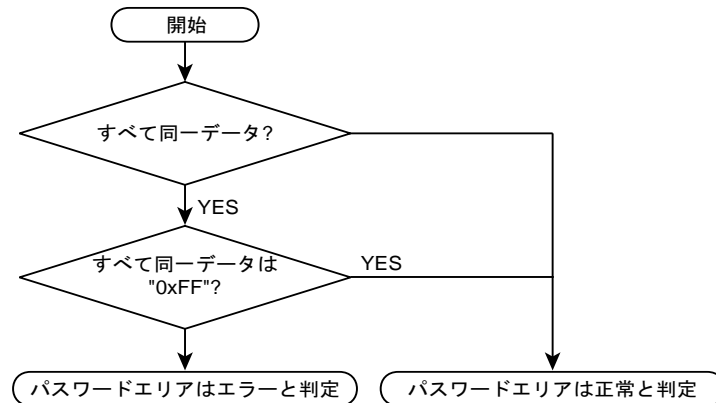 開始
すべて同一データ?
YES
すべて同一データは
"0xFF"?
YES
パスワードエリアはエラーと判定
パスワードエリアは正常と判定